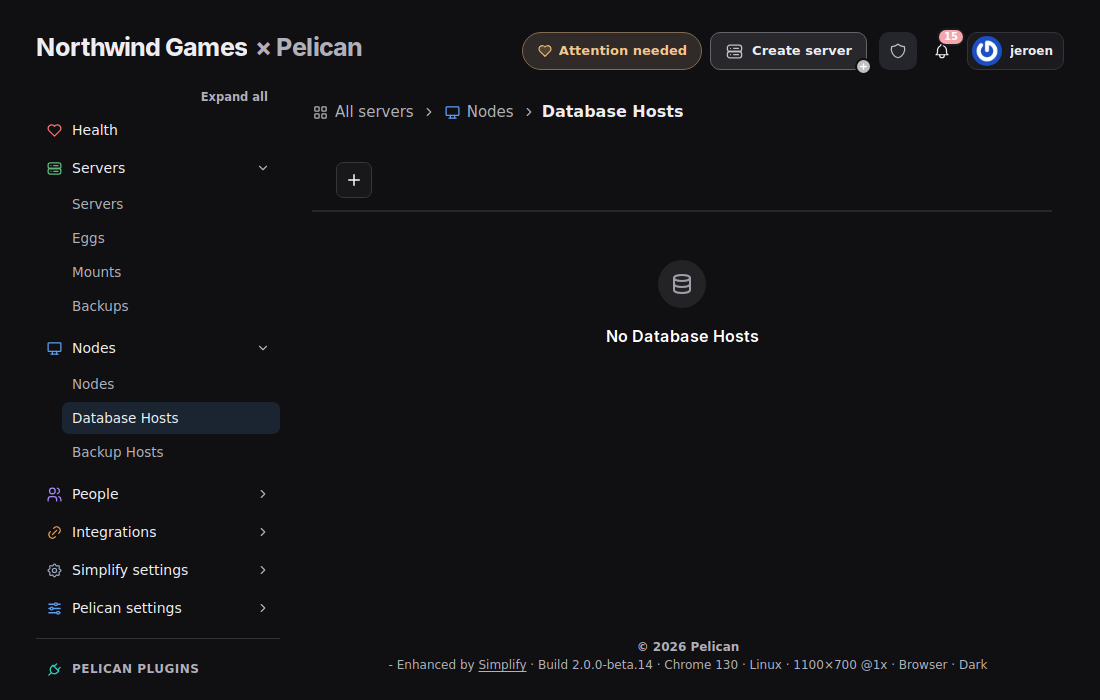 Northwind Games × Pelican
Attention needed
Create server
15
jeroen
Expand all
Health
Servers
Servers
Eggs
Mounts
Backups
Nodes
Nodes
Database Hosts
Backup Hosts
People
Integrations
Simplify settings
Pelican settings
PELICAN PLUGINS
All servers > Nodes > Database Hosts
No Database Hosts
© 2026 Pelican
- Enhanced by Simplify · Build 2.0.0-beta.14 · Chrome 130 · Linux · 1100×700 @1x · Browser · Dark